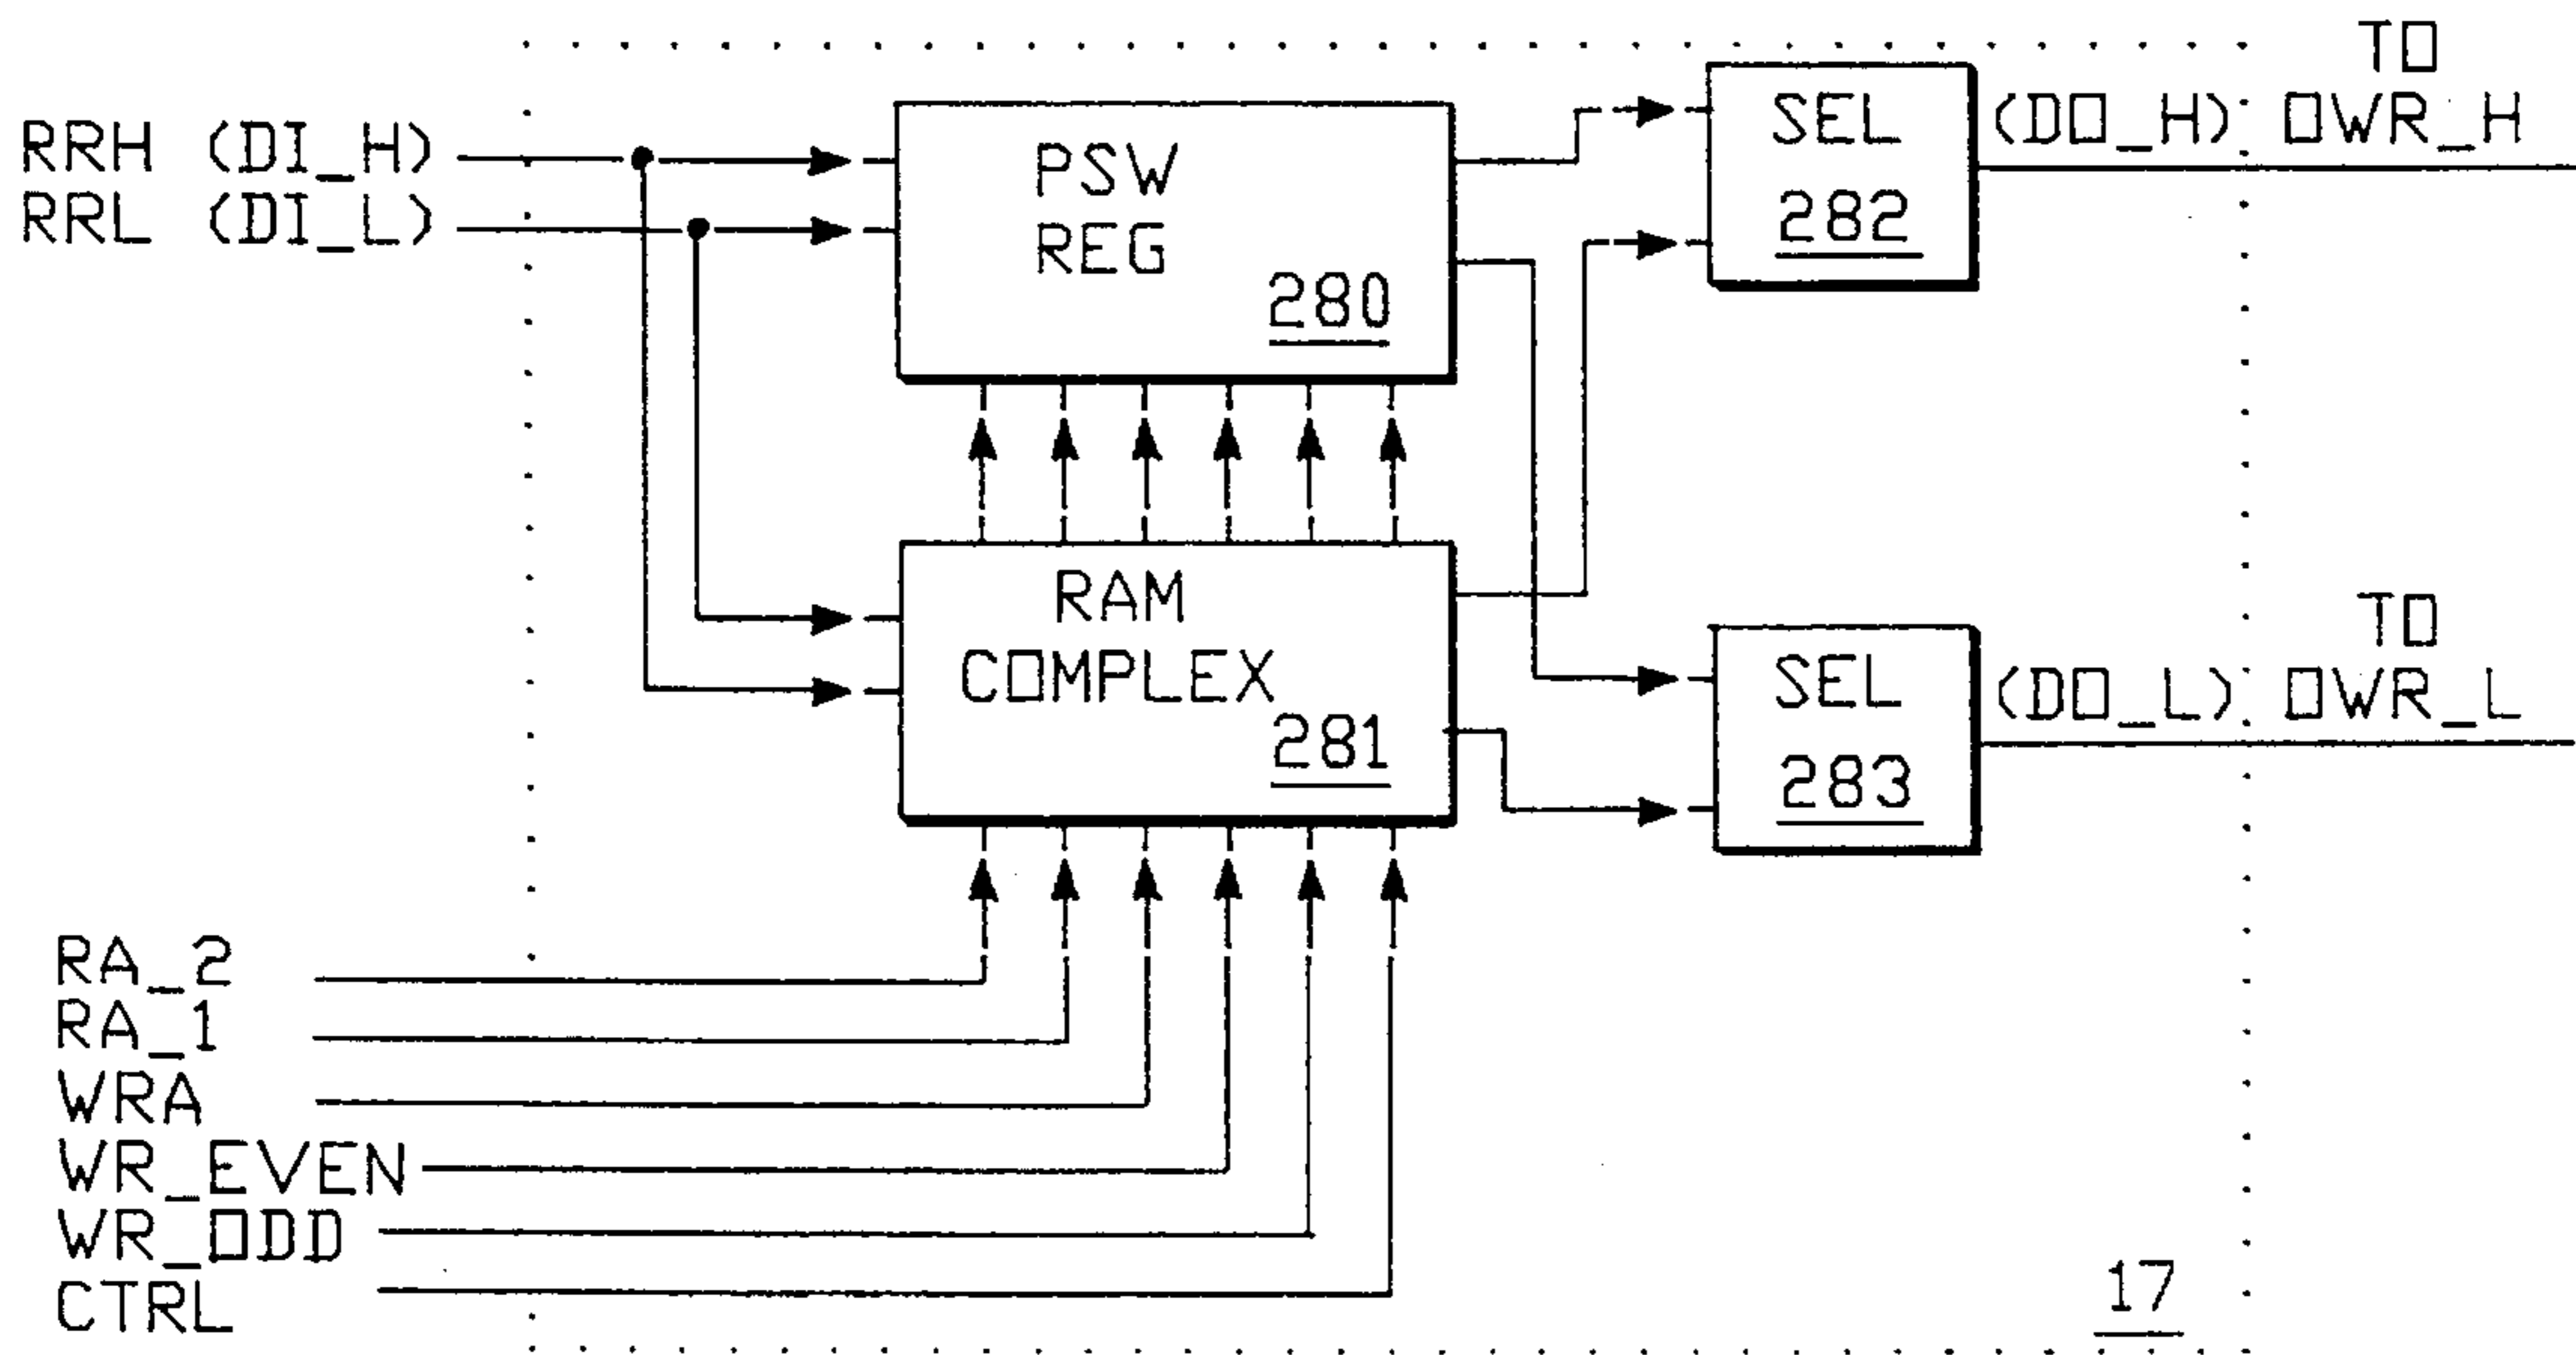 RRH (DI_H)
RRL (DI_L)
PSW
REG
280
SEL
282
(DO_H)
TO
OWR_H
RAM
COMPLEX
281
SEL
283
(DO_L)
TO
OWR_L
RA_2
RA_1
WRA
WR_EVEN
WR_ODD
CTRL
17